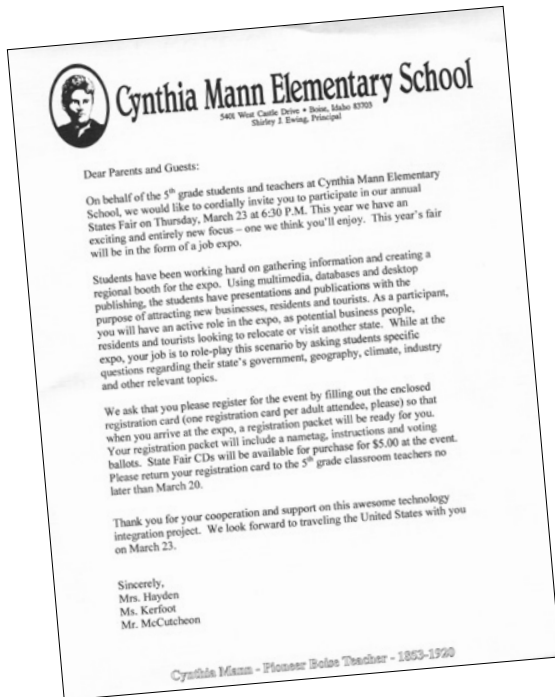 Cynthia Mann Elementary School
5401 West Castle Drive • Boise, Idaho 83703
Shirley J. Ewing, Principal
Dear Parents and Guests:
On behalf of the 5th grade students and teachers at Cynthia Mann Elementary
School, we would like to cordially invite you to participate in our annual
States Fair on Thursday, March 23 at 6:30 P.M. This year we have an
exciting and entirely new focus – one we think you'll enjoy. This year's fair
will be in the form of a job expo.
Students have been working hard on gathering information and creating a
regional booth for the expo. Using multimedia, databases and desktop
publishing, the students have presentations and publications with the
purpose of attracting new businesses, residents and tourists. As a participant,
you will have an active role in the expo, as potential business people,
residents and tourists looking to relocate or visit another state. While at the
expo, your job is to role-play this scenario by asking students specific
questions regarding their state's government, geography, climate, industry
and other relevant topics.
We ask that you please register for the event by filling out the enclosed
registration card (one registration card per adult attendee, please) so that
when you arrive at the expo, a registration packet will be ready for you.
Your registration packet will include a nametag, instructions and voting
ballots. State Fair CDs will be available for purchase for $5.00 at the event.
Please return your registration card to the 5th grade classroom teachers no
later than March 20.
Thank you for your cooperation and support on this awesome technology
integration project. We look forward to traveling the United States with you
on March 23.
Sincerely,
Mrs. Hayden
Ms. Kerfoot
Mr. McCutcheon
Cynthia Mann - Pioneer Boise Teacher - 1853-1920